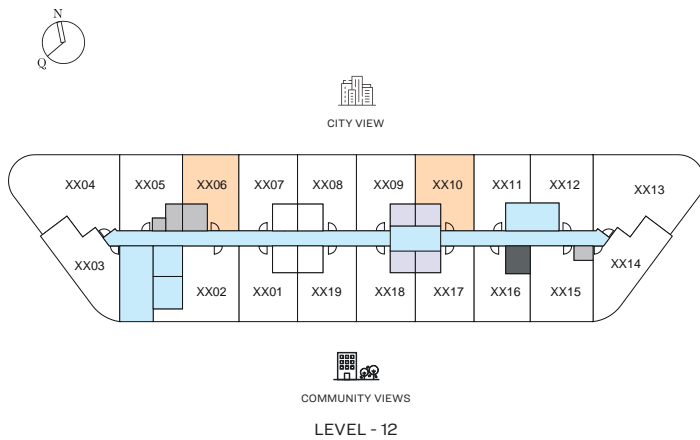 N
Q
CITY VIEW
XX04 XX05 XX06 XX07 XX08 XX09 XX10 XX11 XX12 XX13
XX03 XX02 XX01 XX19 XX18 XX17 XX16 XX15 XX14
COMMUNITY VIEWS
LEVEL - 12